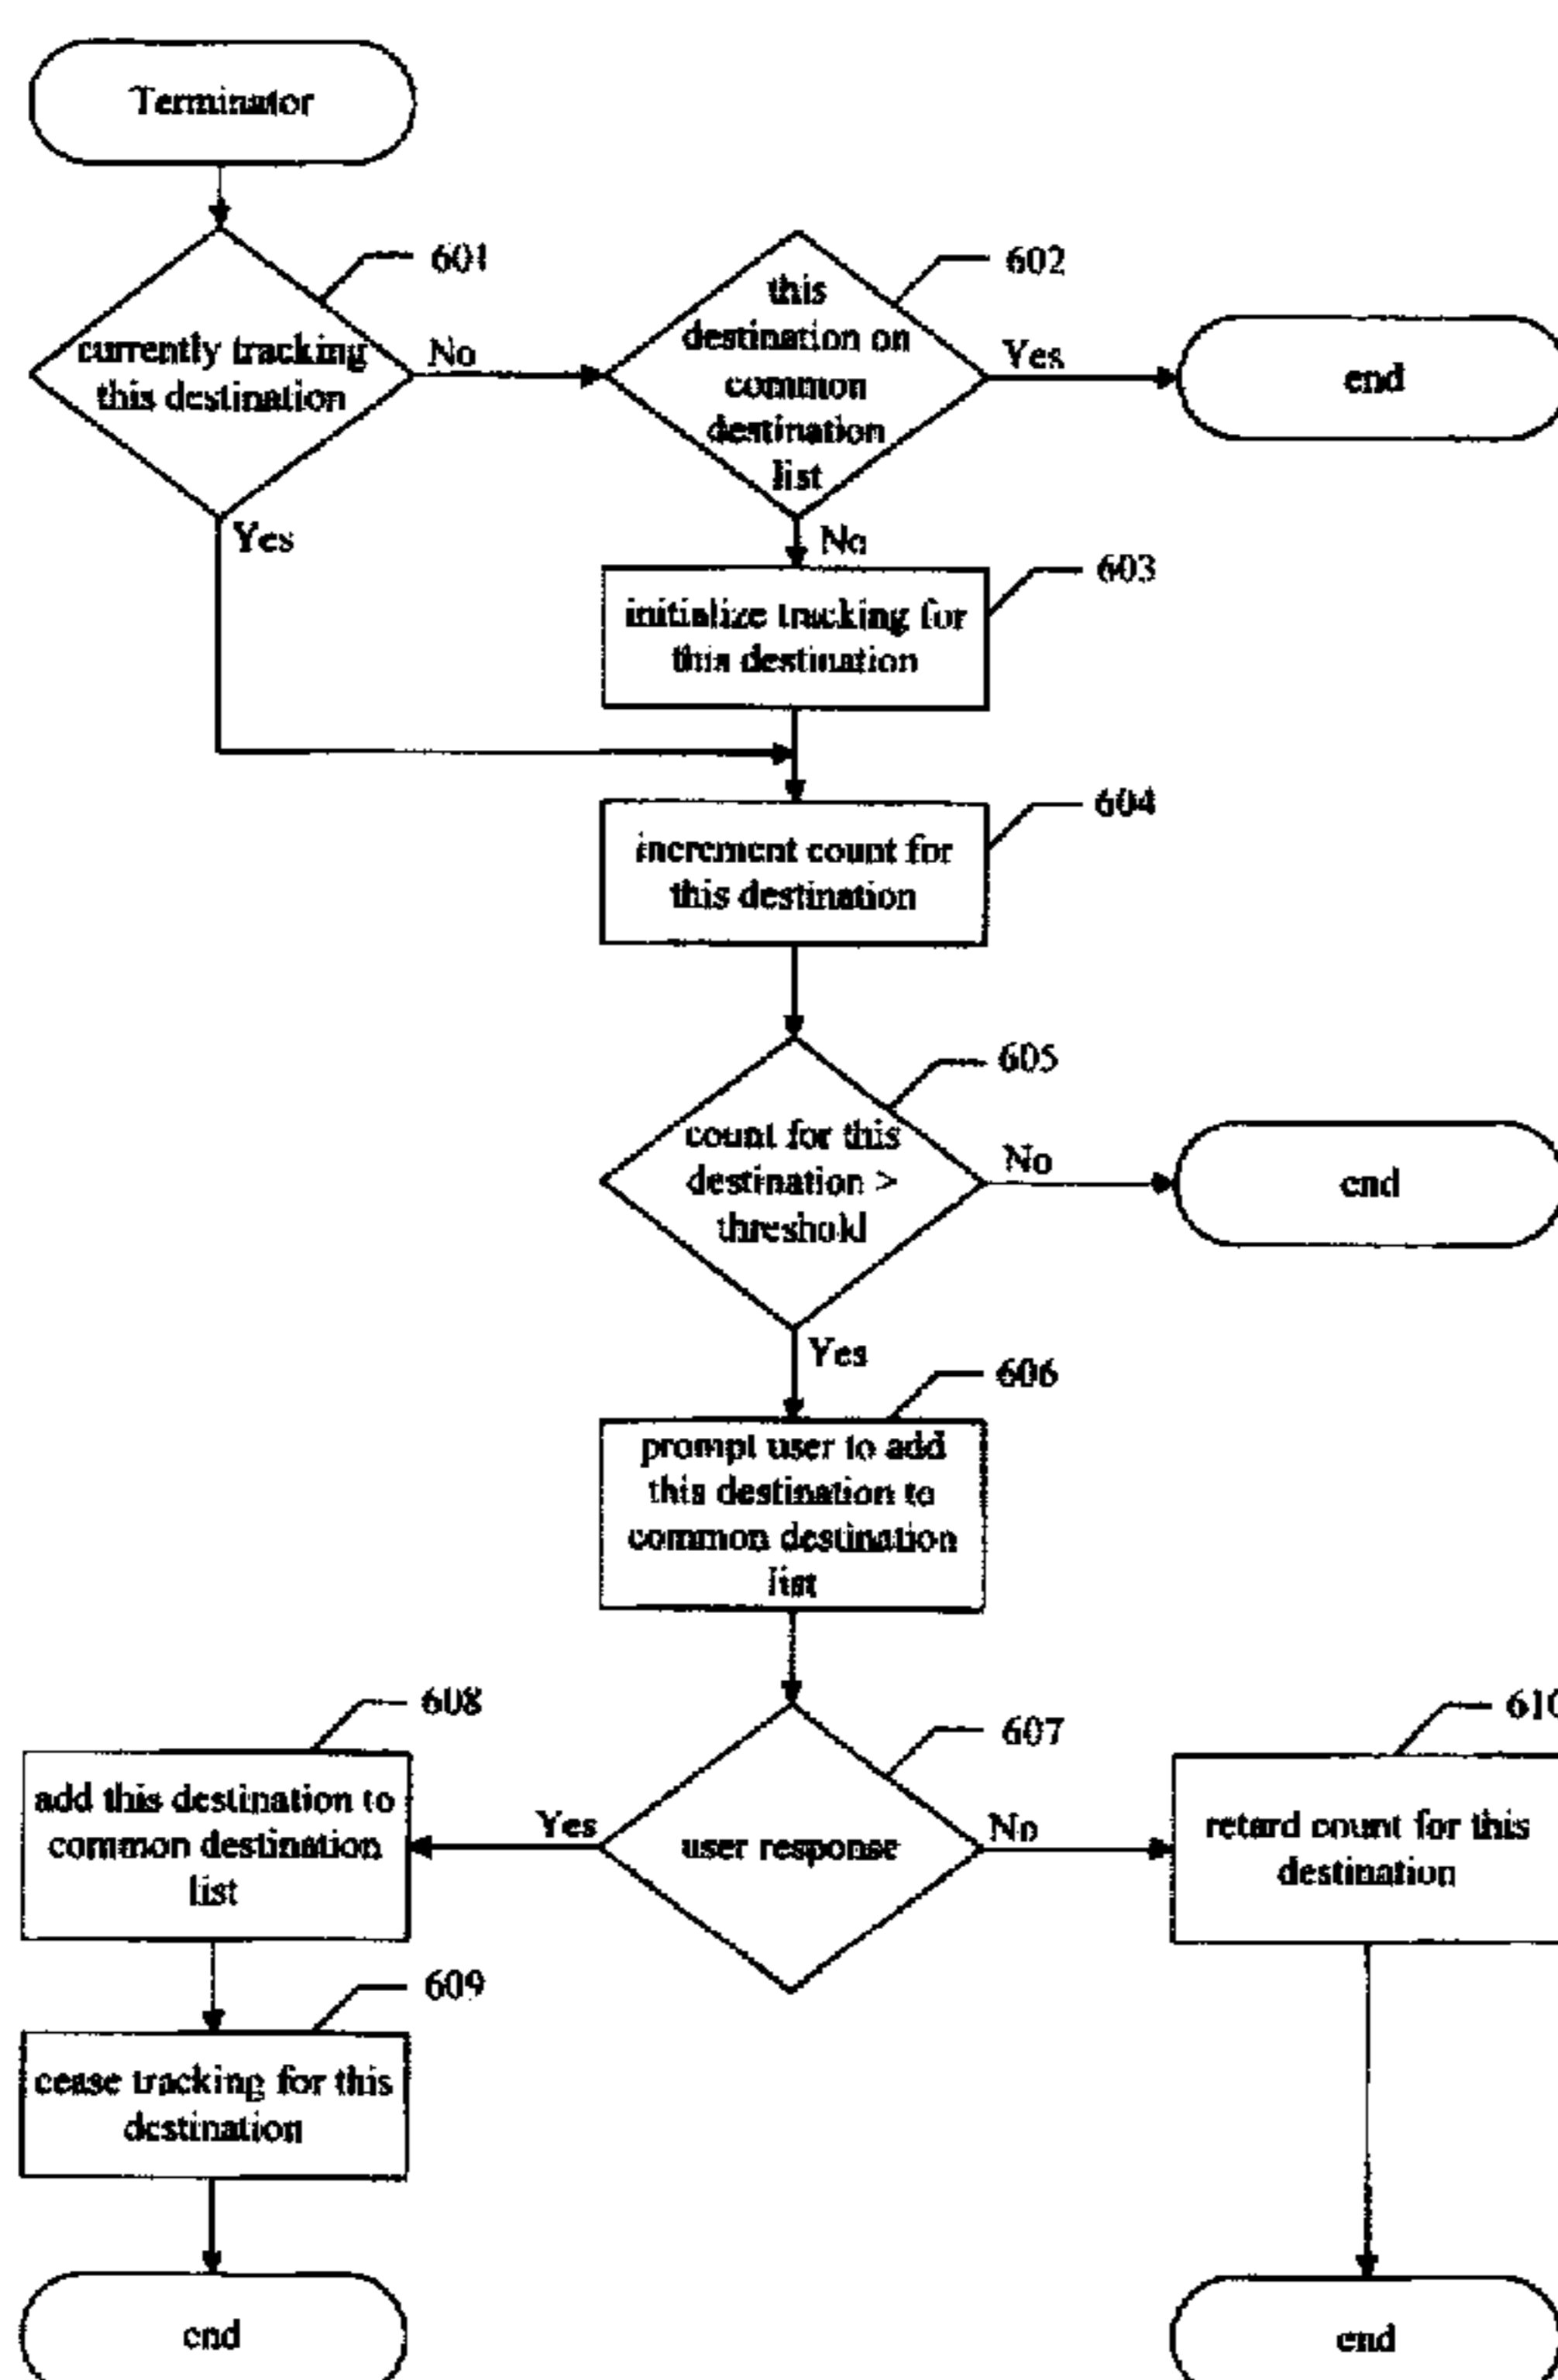 Terminator
601
currently tracking
this destination
No
Yes
602
this
destination on
common
destination
list
Yes
No
end
603
initialize tracking for
this destination
604
increment count for
this destination
605
count for this
destination >
threshold
No
end
Yes
606
prompt user to add
this destination to
common destination
list
607
user response
Yes
No
608
add this destination to
common destination
list
610
retard count for this
destination
609
cease tracking for this
destination
end
end